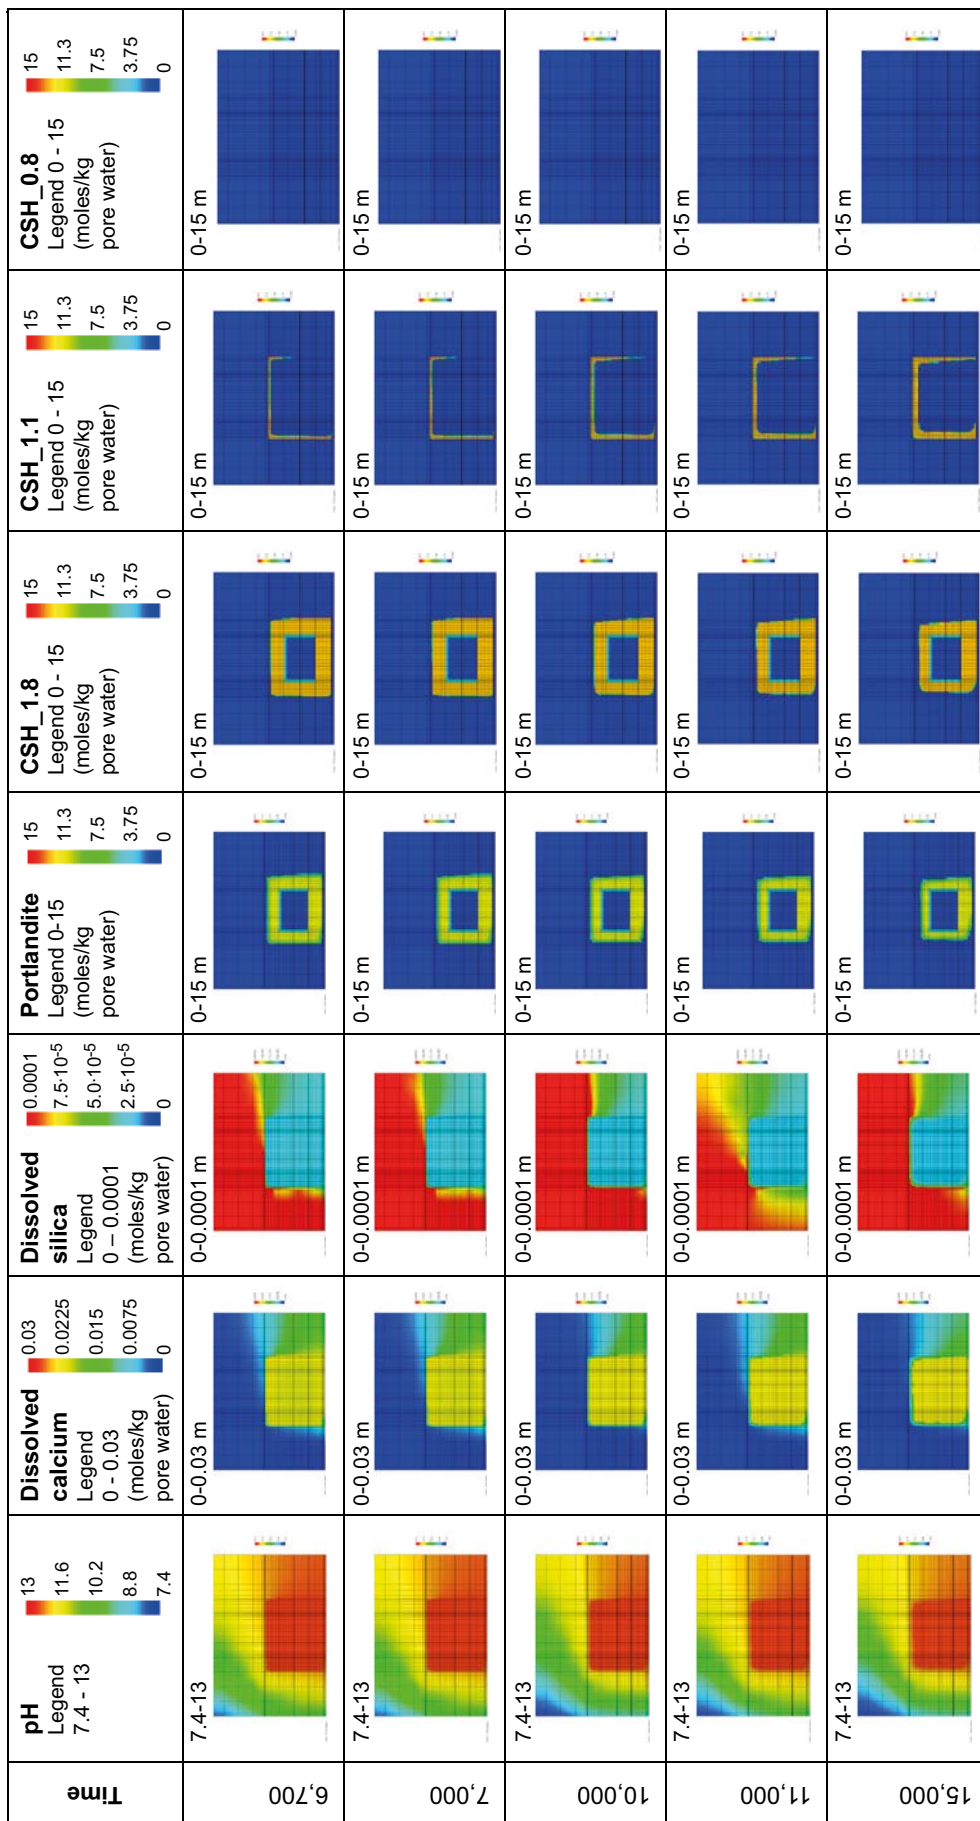 Time
pH
Legend
7.4 - 13
13
11.6
10.2
8.8
7.4
Dissolved
calcium
Legend
0 - 0.03
(moles/kg
pore water)
0.03
0.0225
0.015
0.0075
0
Dissolved
silica
Legend
0 – 0.0001
(moles/kg
pore water)
0.0001
7.5·10-5
5.0·10-5
2.5·10-5
0
Portlandite
Legend 0-15
(moles/kg
pore water)
15
11.3
7.5
3.75
0
CSH_1.8
Legend 0 - 15
(moles/kg
pore water)
15
11.3
7.5
3.75
0
CSH_1.1
Legend 0 - 15
(moles/kg
pore water)
15
11.3
7.5
3.75
0
CSH_0.8
Legend 0 - 15
(moles/kg
pore water)
15
11.3
7.5
3.75
0
6,700
7.4-13
0-0.03 m
0-0.0001 m
0-15 m
0-15 m
0-15 m
0-15 m
7,000
7.4-13
0-0.03 m
0-0.0001 m
0-15 m
0-15 m
0-15 m
0-15 m
10,000
7.4-13
0-0.03 m
0-0.0001 m
0-15 m
0-15 m
0-15 m
0-15 m
11,000
7.4-13
0-0.03 m
0-0.0001 m
0-15 m
0-15 m
0-15 m
0-15 m
15,000
7.4-13
0-0.03 m
0-0.0001 m
0-15 m
0-15 m
0-15 m
0-15 m